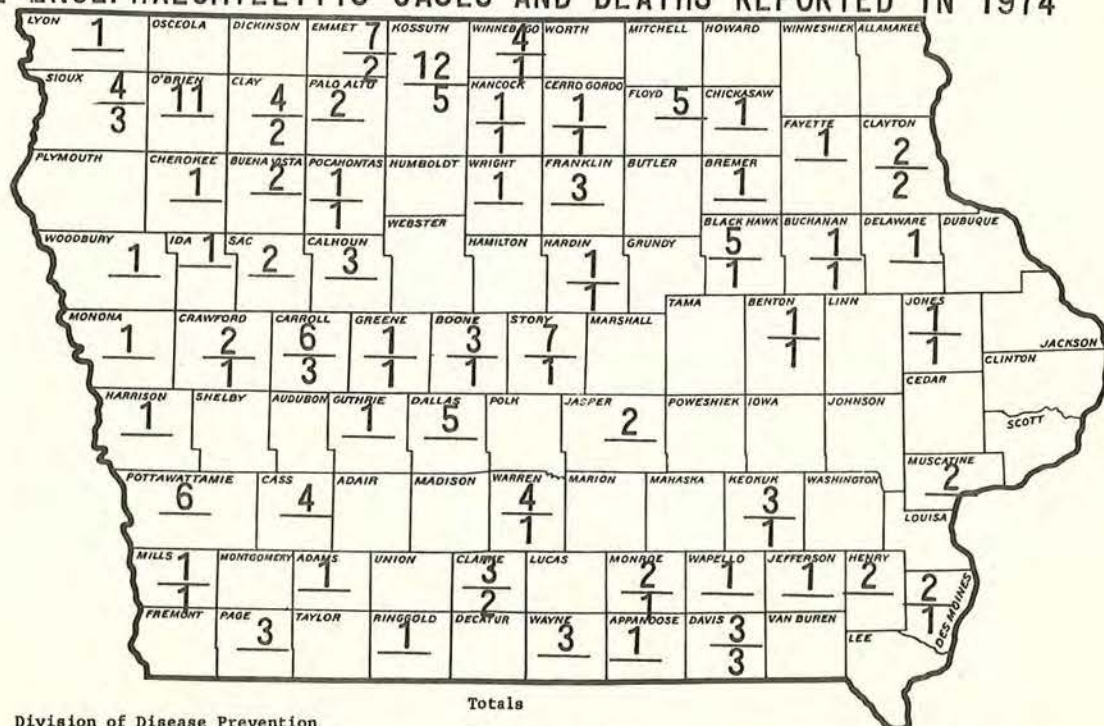 CASES AND DEATHS REPORTED IN 1974
LYON 1 OSCEOLA DICKINSON EMMET 7 KOSSUTH WINNEBAGO 4 WORTH MITCHELL HOWARD WINNESHIEK ALLAMAKEE
2 12 1
SIOUX 4 O'BRIEN 11 CLAY 4 PALO ALTO 2 5 HANCOCK 1 CERRO GORDO 1 FLOYD 5 CHICKASAW 1
3 2 1 1
FAYETTE 1 CLAYTON 2
2
PLYMOUTH CHEROKEE 1 BUENA VISTA 2 POCAHONTAS 1 HUMBOLDT WRIGHT 1 FRANKLIN 3 BUTLER BREMER 1
1
WEBSTER
WOODBURY 1 IDA 1 SAC 2 CALHOUN 3 HAMILTON HARDIN 1 GRUNDY BLACK HAWK 5 BUCHANAN 1 DELAWARE 1 DUBUQUE
1 1 1
MONONA 1 CRAWFORD 2 CARROLL 6 GREENE 1 BOONE 3 STORY 7 MARSHALL TAMA BENTON 1 LINN JONES 1
1 3 1 1 1 1 1
JACKSON
CLINTON
CEDAR
HARRISON 1 SHELBY AUDUBON GUTHRIE 1 DALLAS 5 POLK JASPER 2 POWESHIEK IOWA JOHNSON
SCOTT
MUSCATINE 2
POTTAWATTAMIE 6 CASS 4 ADAIR MADISON WARREN 4 MARION MAHASKA KEOKUK 3 WASHINGTON
1 1
LOUISA
MILLS 1 MONTGOMERY ADAMS 1 UNION CLARKE 3 LUCAS MONROE 2 WAPELLO 1 JEFFERSON 1 HENRY 2 2
1 2 1 1 DES MOINES
FREMONT PAGE 3 TAYLOR RINGGOLD 1 DECATUR WAYNE 3 APPANOOSE 1 DAVIS 3 VAN BUREN LEE
3
Totals
Division of Disease Prevention